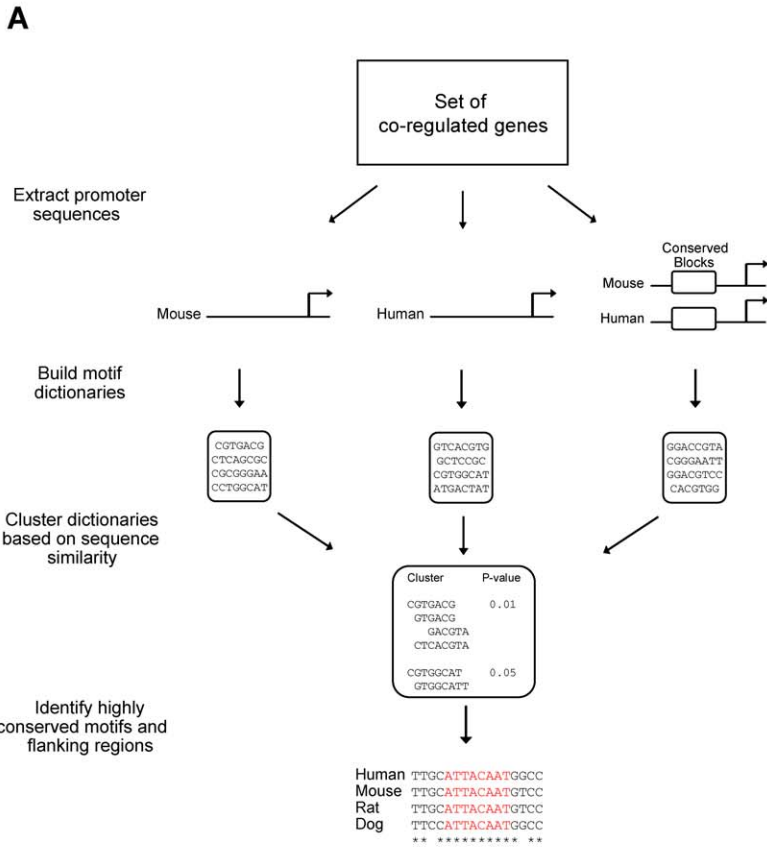 A
Set of
co-regulated genes
Extract promoter
sequences
Conserved
Blocks
Mouse
Human
Mouse
Human
Build motif
dictionaries
CGTGACG
CTCAGCGC
CGCGGGAA
CCTGGCAT
GTCACGTG
GCTCCGC
CGTGGCAT
ATGACTAT
GGACCGTA
CGGGAATT
GGACGTCC
CACGTGG
Cluster dictionaries
based on sequence
similarity
Cluster P-value
CGTGACG 0.01
GTGACG
GACGTA
CTCACGTA
CGTGGCAT 0.05
GTGGCATT
Identify highly
conserved motifs and
flanking regions
Human TTGCATTACAATGGCC
Mouse TTGCATTACAATGTCC
Rat TTGCATTACAATGTCC
Dog TTCCATTACAATGGCC
** ********** **